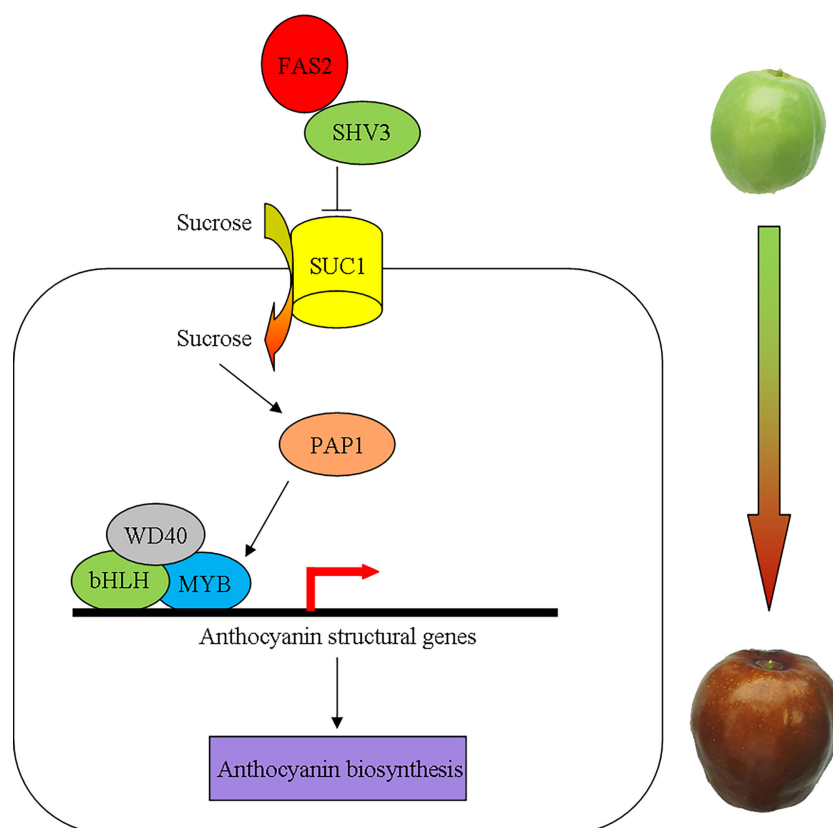 FAS2
SHV3
Sucrose
SUC1
Sucrose
PAP1
WD40
bHLH
MYB
Anthocyanin structural genes
Anthocyanin biosynthesis